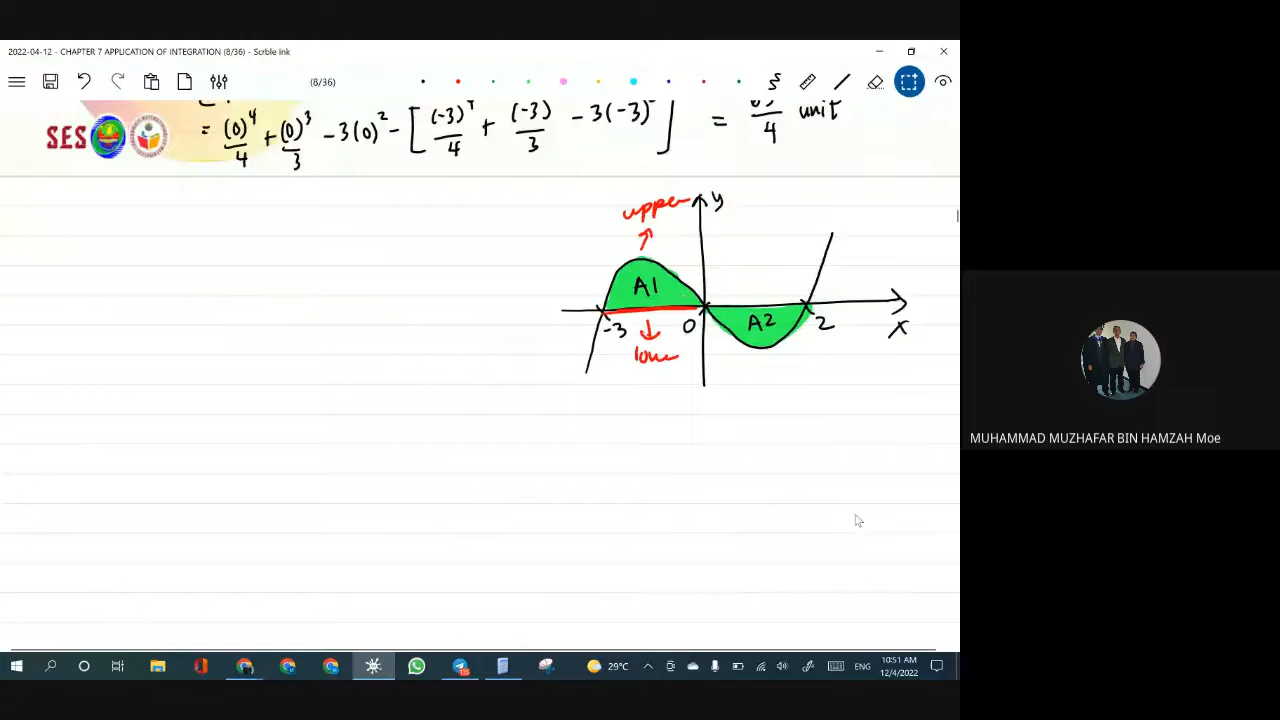 2022-04-12 - CHAPTER 7 APPLICATION OF INTEGRATION (8/36) - Scrble Ink
(8/36)
SES
= (0)^4/4 + (0)^3/3 - 3(0)^2 - [ (-3)^4/4 + (-3)/3 - 3(-3)^2 ] = /4 unit
upper
y
A1
-3
0
A2
2
x
lower
MUHAMMAD MUZHAFAR BIN HAMZAH Moe
29°C
ENG
10:51 AM
12/4/2022